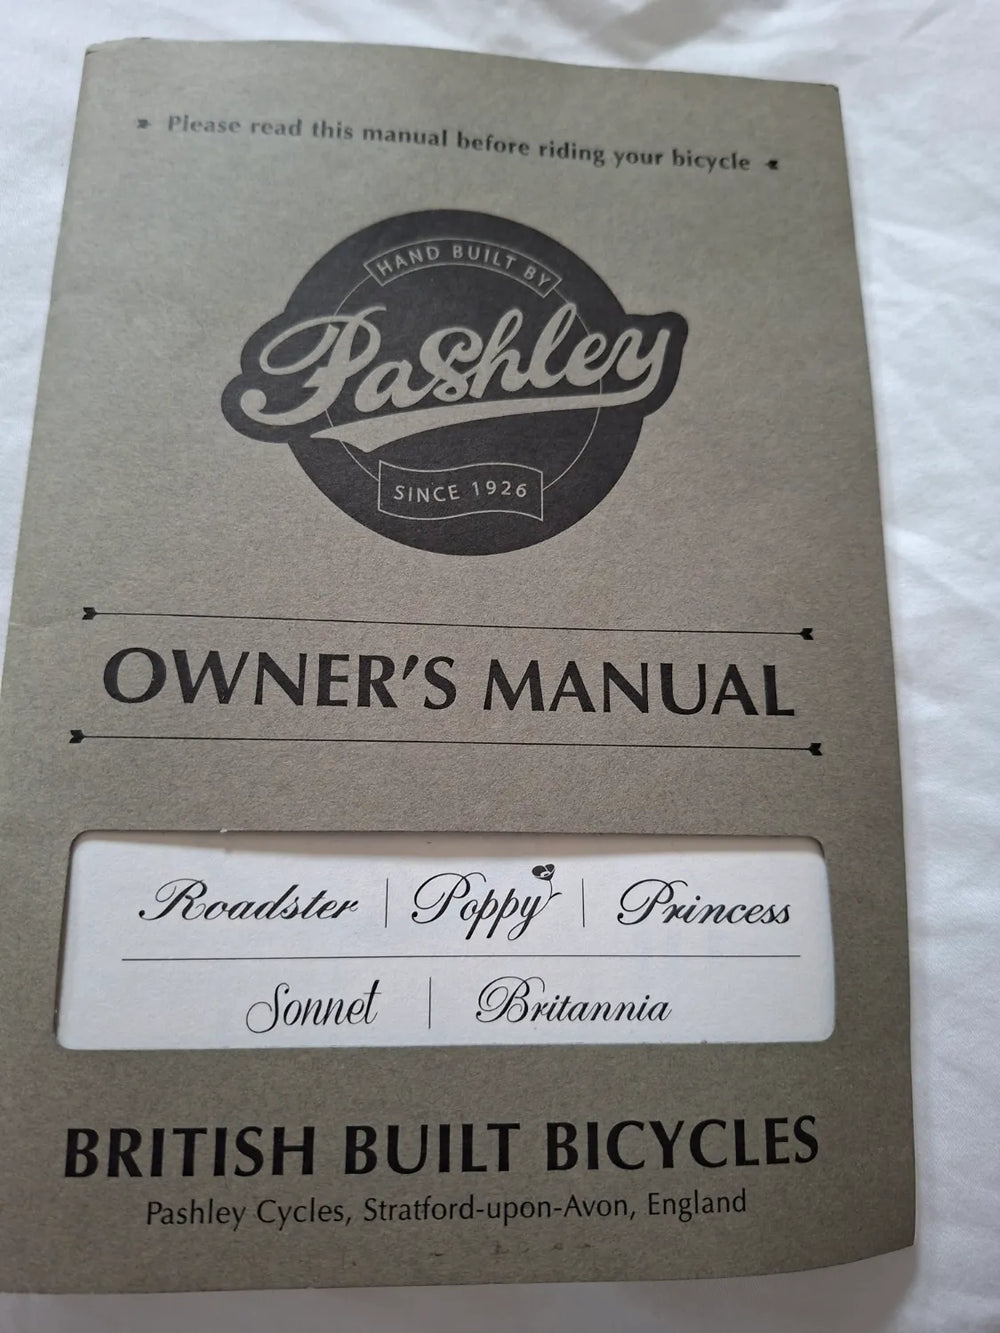 Please read this manual before riding your bicycle
HAND BUILT BY
Pashley
SINCE 1926
OWNER'S MANUAL
Roadster | Poppy | Princess
Sonnet | Britannia
BRITISH BUILT BICYCLES
Pashley Cycles, Stratford-upon-Avon, England